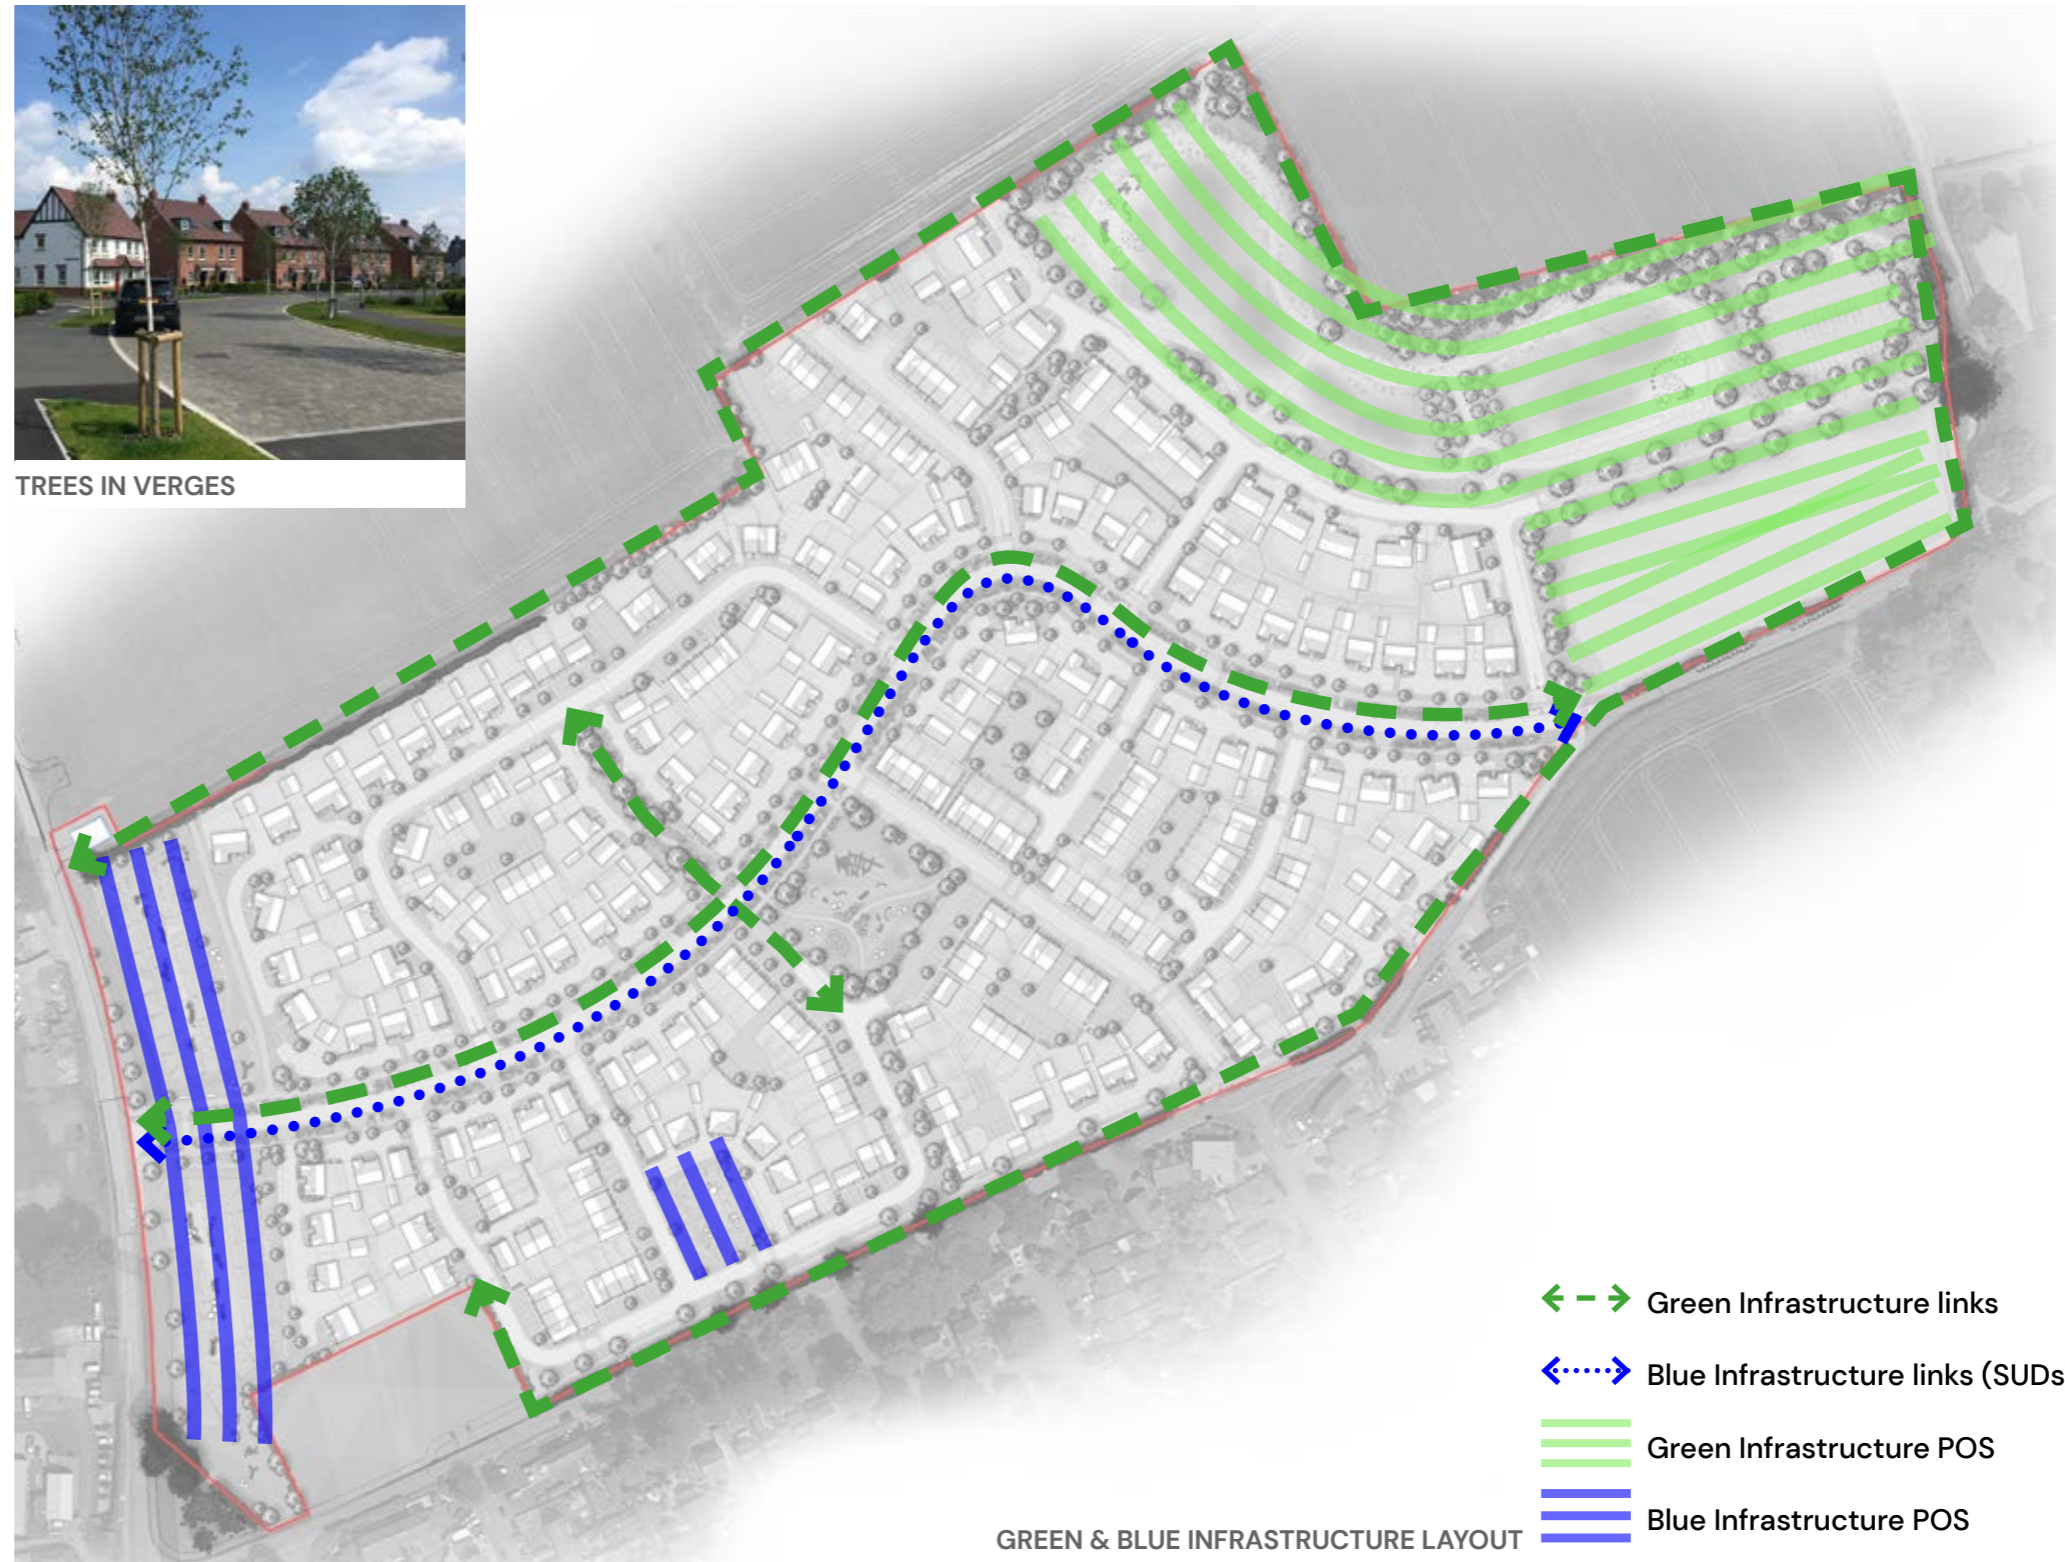 TREES IN VERGES
Green Infrastructure links
Blue Infrastructure links (SUDs
Green Infrastructure POS
Blue Infrastructure POS
GREEN & BLUE INFRASTRUCTURE LAYOUT